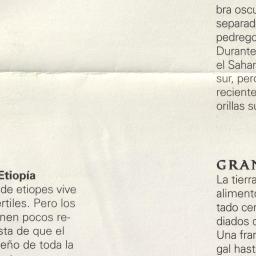 Etiopía
de etiopes vive
rtiles. Pero los
nen pocos re-
sta de que el
eño de toda la
bra oscu
separad
pedrego
Durante
el Sahar
sur, perc
reciente
orillas su
GRAN
La tierra
alimento
tado cer
diados c
Una fran
gal hast